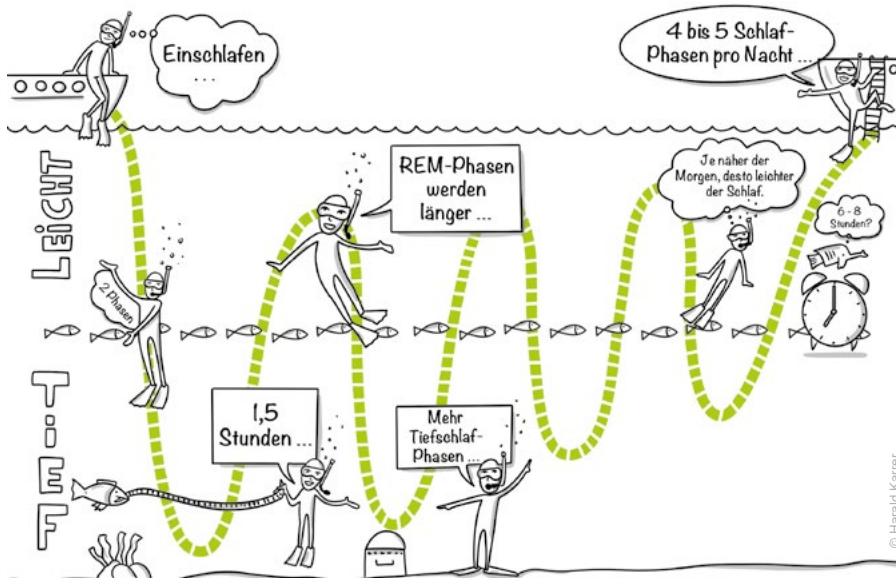 Einschlafen
...
4 bis 5 Schlaf-
Phasen pro Nacht ...
LEiCHT
REM-Phasen
werden
länger ...
Je näher der
Morgen, desto leichter
der Schlaf.
6-8
Stunden?
2 Phasen
TiEF
1,5
Stunden ...
Mehr
Tiefschlaf-
Phasen ...
© Harald Karrer